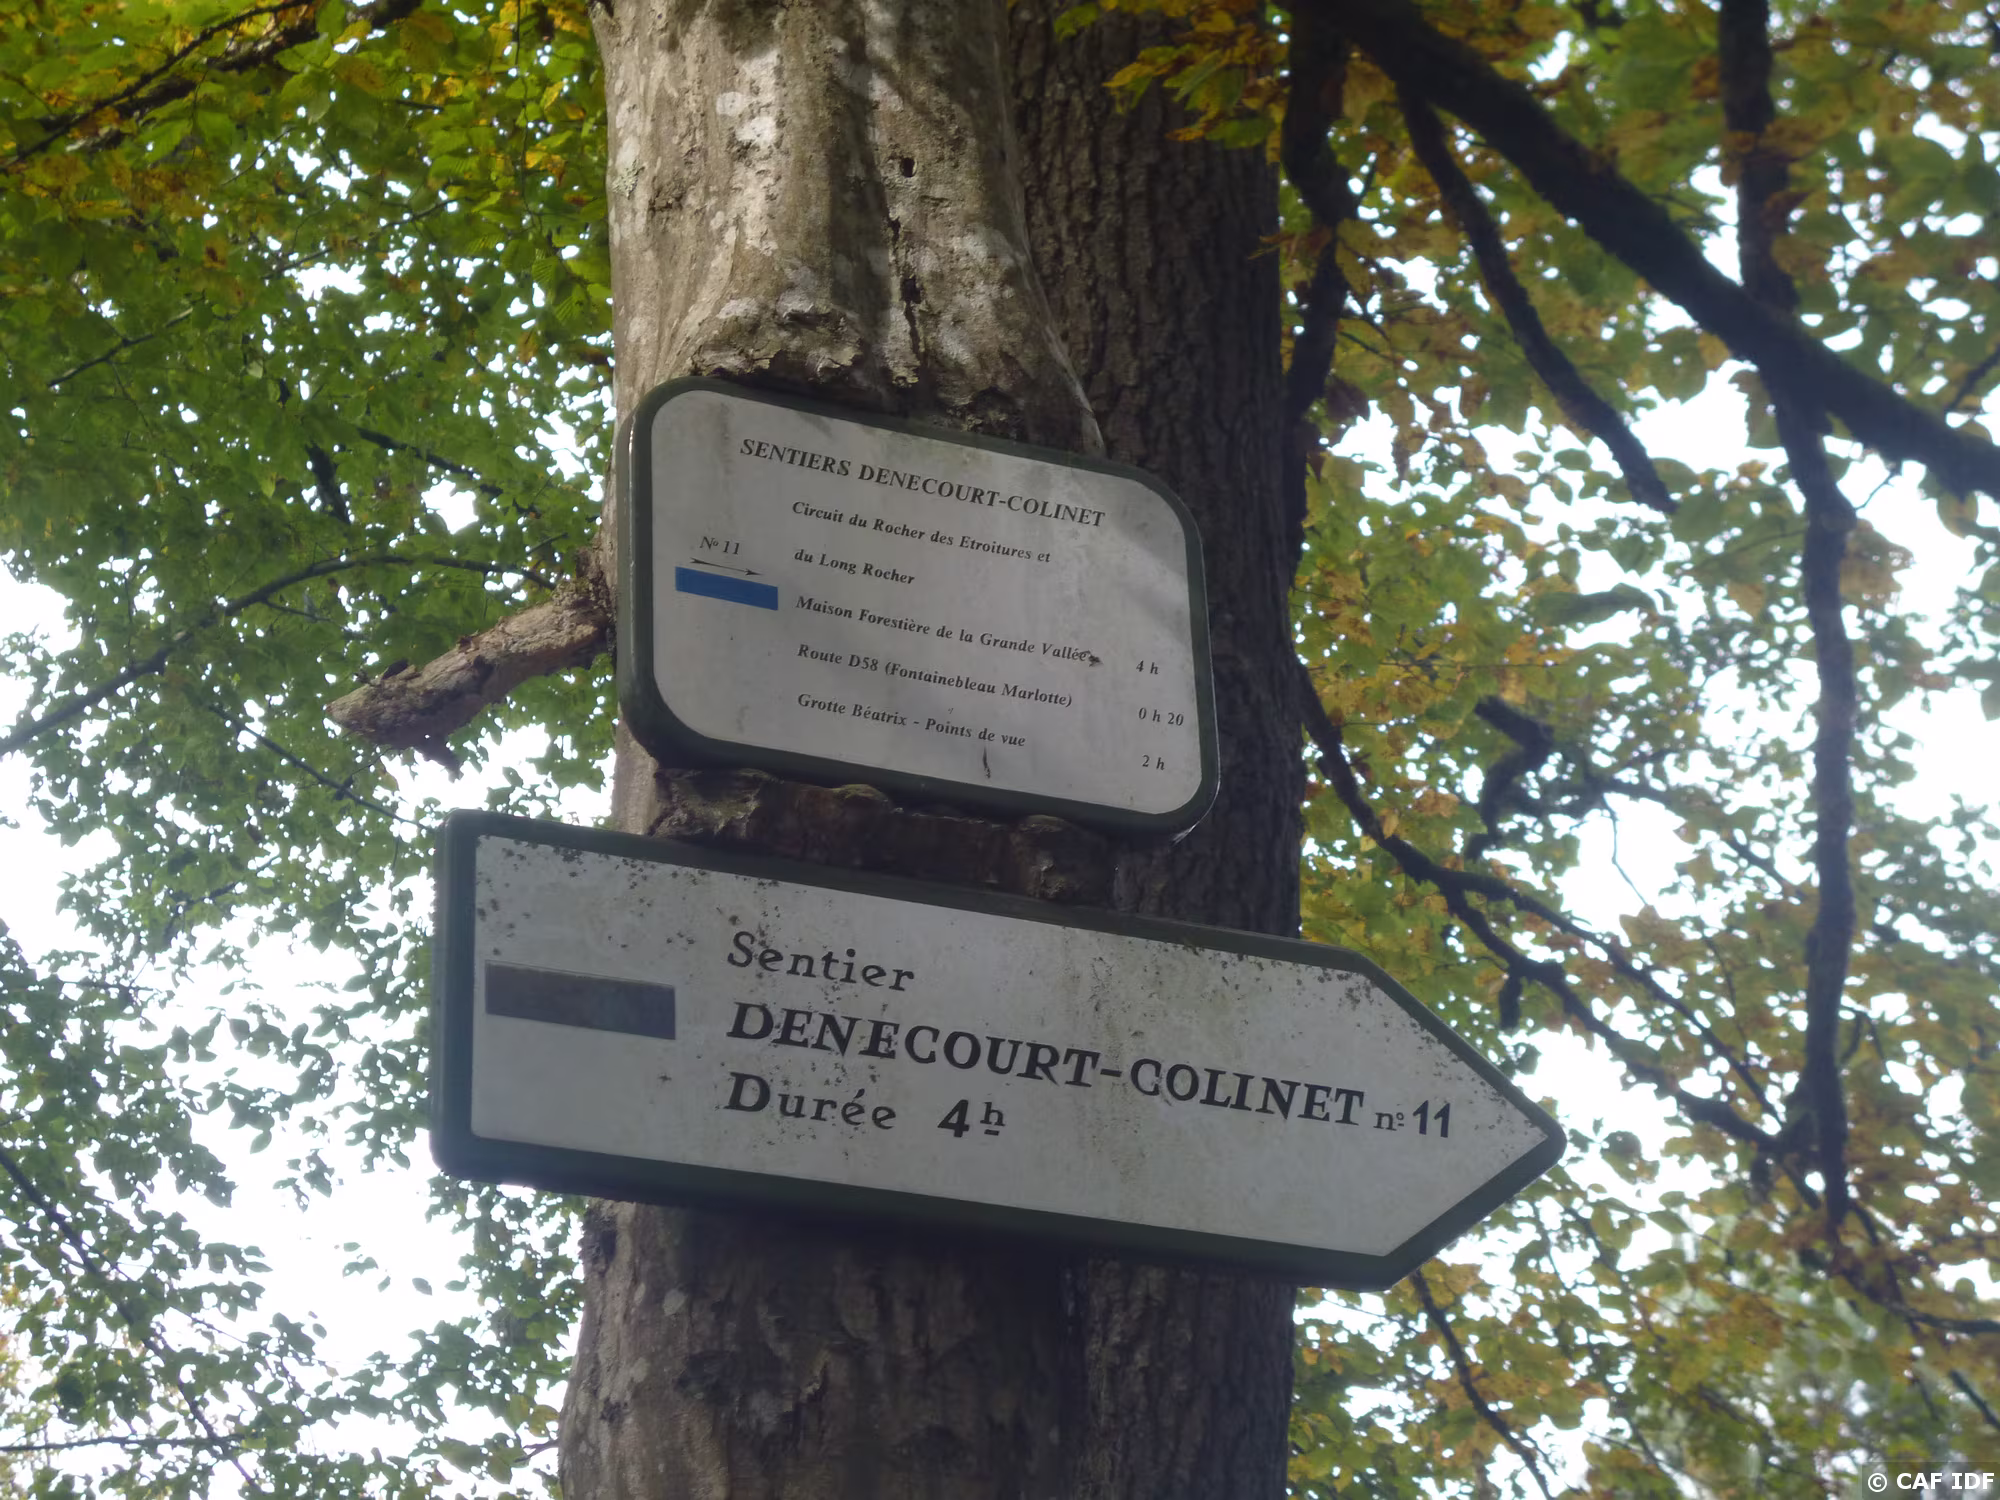 SENTIERS DENECOURT-COLINET
Circuit du Rocher des Etroitures et
du Long Rocher
Nº 11
Maison Forestière de la Grande Vallée 4 h
Route D58 (Fontainebleau Marlotte) 0 h 20
Grotte Béatrix - Points de vue 2 h
Sentier
DENECOURT-COLINET nº 11
Durée 4h
© CAF IDF